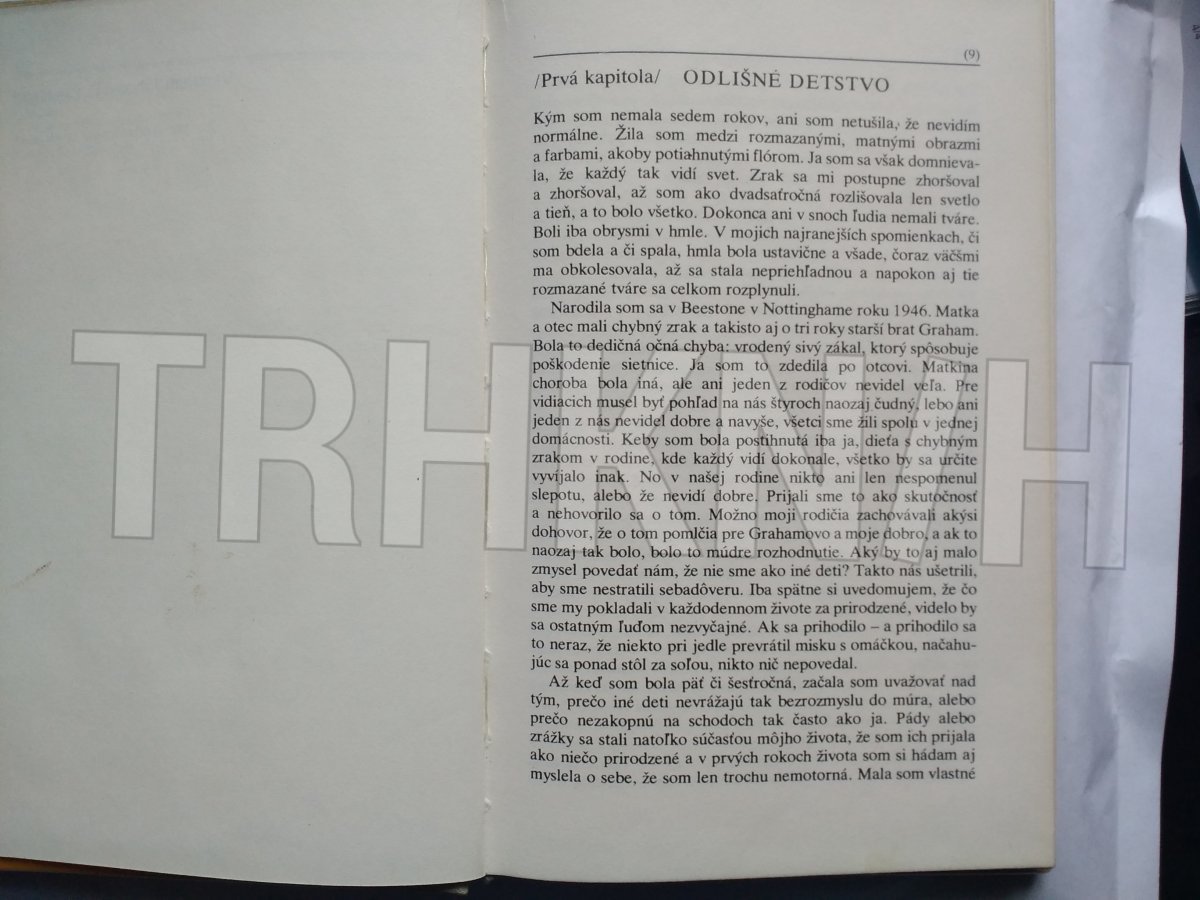 (9)
/Prvá kapitola/ ODLIŠNÉ DETSTVO
Kým som nemala sedem rokov, ani som netušila, že nevidím
normálne. Žila som medzi rozmazanými, matnými obrazmi
a farbami, akoby potiahnutými flórom. Ja som sa však domnieva-
la, že každý tak vidí svet. Zrak sa mi postupne zhoršoval
a zhoršoval, až som ako dvadsaťročná rozlišovala len svetlo
a tieň, a to bolo všetko. Dokonca ani v snoch ľudia nemali tváre.
Boli iba obrysmi v hmle. V mojich najranejších spomienkach, či
som bdela a či spala, hmla bola ustavične a všade, čoraz väčšmi
ma obkolesovala, až sa stala nepriehľadnou a napokon aj tie
rozmazané tváre sa celkom rozplynuli.
Narodila som sa v Beestone v Nottinghame roku 1946. Matka
a otec mali chybný zrak a takisto aj o tri roky starší brat Graham.
Bola to dedičná očná chyba: vrodený sivý zákal, ktorý spôsobuje
poškodenie sietnice. Ja som to zdedila po otcovi. Matkina
choroba bola iná, ale ani jeden z rodičov nevidel veľa. Pre
vidiacich musel byť pohľad na nás štyroch naozaj čudný, lebo ani
jeden z nás nevidel dobre a navyše, všetci sme žili spolu v jednej
domácnosti. Keby som bola postihnutá iba ja, dieťa s chybným
zrakom v rodine, kde každý vidí dokonale, všetko by sa určite
vyvíjalo inak. No v našej rodine nikto ani len nespomenul
slepotu, alebo že nevidí dobre. Prijali sme to ako skutočnosť
a nehovorilo sa o tom. Možno moji rodičia zachovávali akýsi
dohovor, že o tom pomlčia pre Grahamovo a moje dobro, a ak to
naozaj tak bolo, bolo to múdre rozhodnutie. Aký by to aj malo
zmysel povedať nám, že nie sme ako iné deti? Takto nás ušetrili,
aby sme nestratili sebadôveru. Iba spätne si uvedomujem, že čo
sme my pokladali v každodennom živote za prirodzené, videlo by
sa ostatným ľuďom nezvyčajné. Ak sa prihodilo – a prihodilo sa
to neraz, že niekto pri jedle prevrátil misku s omáčkou, načahu-
júc sa ponad stôl za soľou, nikto nič nepovedal.
Až keď som bola päť či šesťročná, začala som uvažovať nad
tým, prečo iné deti nevrážajú tak bezrozmyslu do múra, alebo
prečo nezakopnú na schodoch tak často ako ja. Pády alebo
zrážky sa stali natoľko súčasťou môjho života, že som ich prijala
ako niečo prirodzené a v prvých rokoch života som si hádam aj
myslela o sebe, že som len trochu nemotorná. Mala som vlastné
TRHKNIH